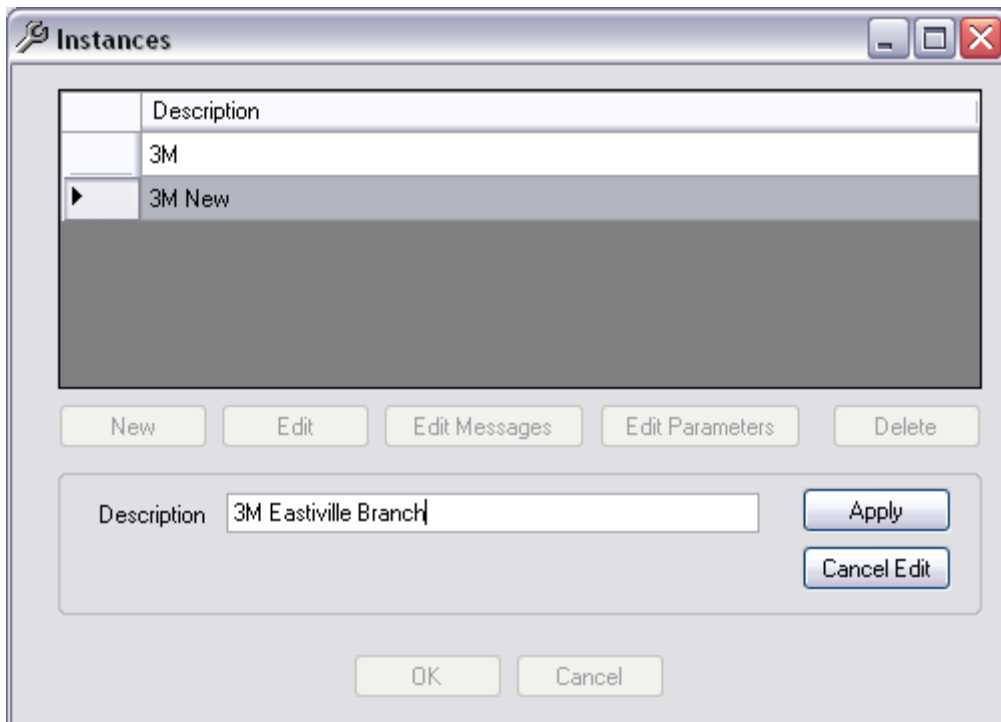 Instances
Description
3M
3M New
New Edit Edit Messages Edit Parameters Delete
Description 3M Eastiville Branch Apply
Cancel Edit
OK Cancel